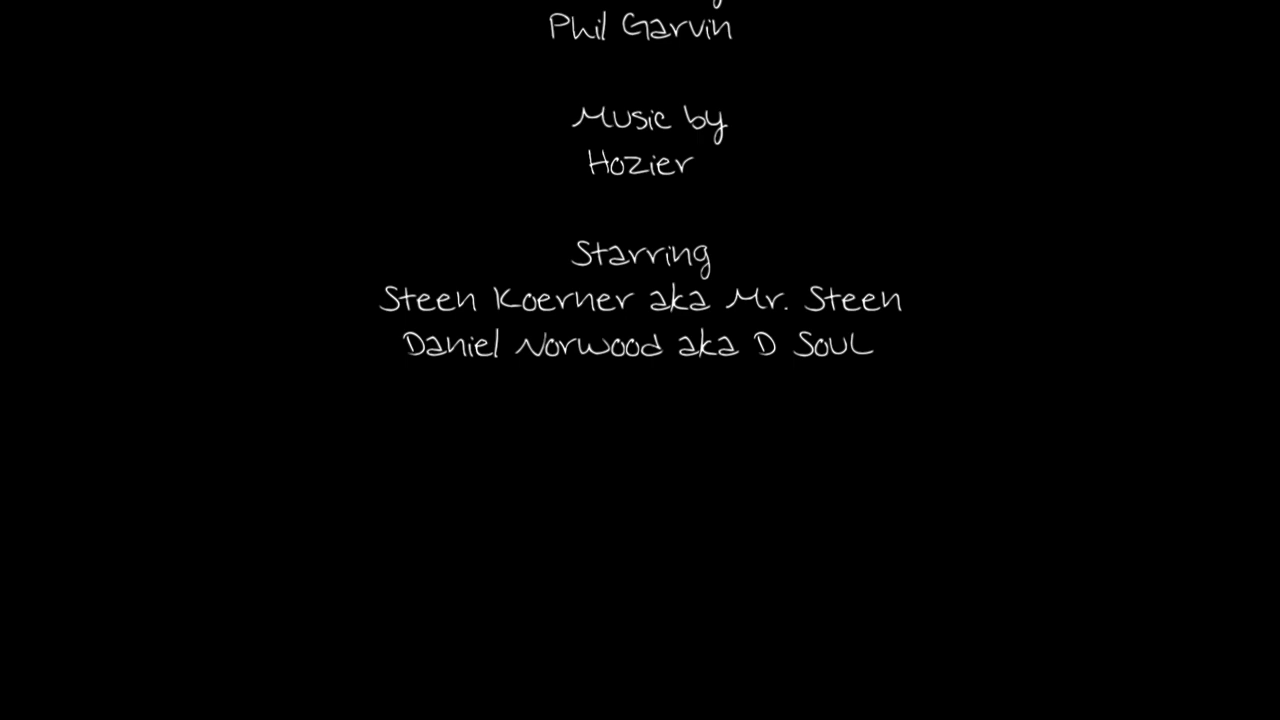 Phil Garvin
Music by
Hozier
Starring
Steen Koerner aka Mr. Steen
Daniel Norwood aka D Soul